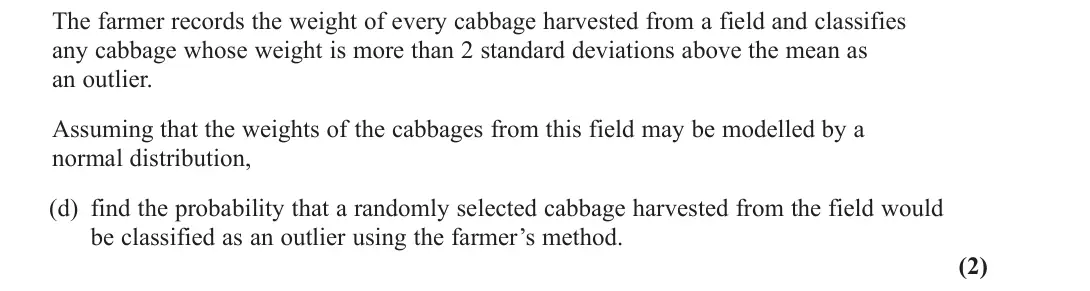 The farmer records the weight of every cabbage harvested from a field and classifies
any cabbage whose weight is more than 2 standard deviations above the mean as
an outlier.
Assuming that the weights of the cabbages from this field may be modelled by a
normal distribution,
(d) find the probability that a randomly selected cabbage harvested from the field would
be classified as an outlier using the farmer’s method.
(2)